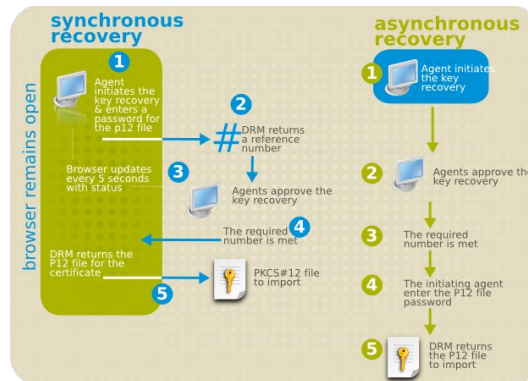 synchronous
recovery
browser remains open
1
Agent
initiates the
key recovery
& enters a
password for
the p12 file
2
#
DRM returns
a reference
number
Browser updates
every 5 seconds
with status
3
Agents approve the
key recovery
The required
number is met
4
DRM returns the
P12 file for the
certificate
5
PKCS#12 file
to import
asynchronous
recovery
1
Agent initiates
the key
recovery
2
Agents approve the
key recovery
3
The required
number is met
4
The initiating agent
enter the P12 file
password
5
DRM returns
the P12 file
to import